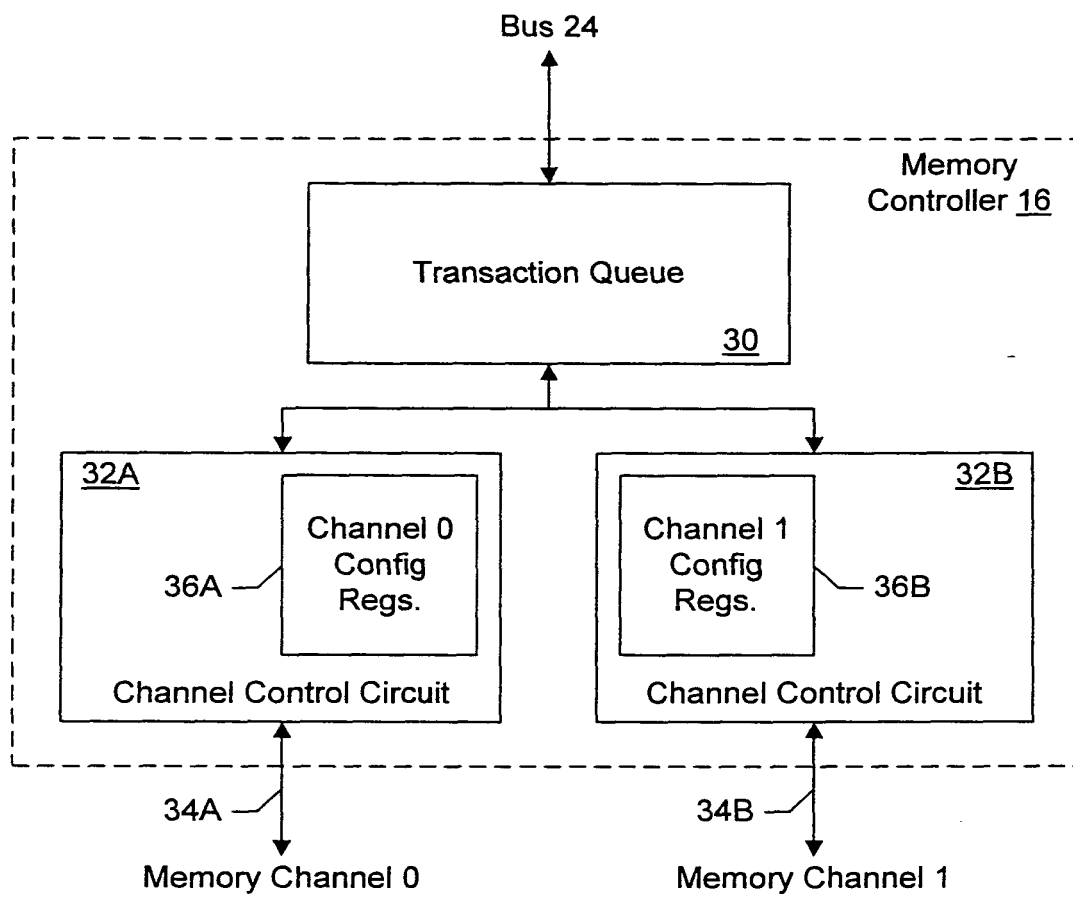 Bus 24
Memory
Controller 16
Transaction Queue
30
32A
Channel 0
Config
Regs.
36A
Channel Control Circuit
32B
Channel 1
Config
Regs.
36B
Channel Control Circuit
34A
34B
Memory Channel 0
Memory Channel 1